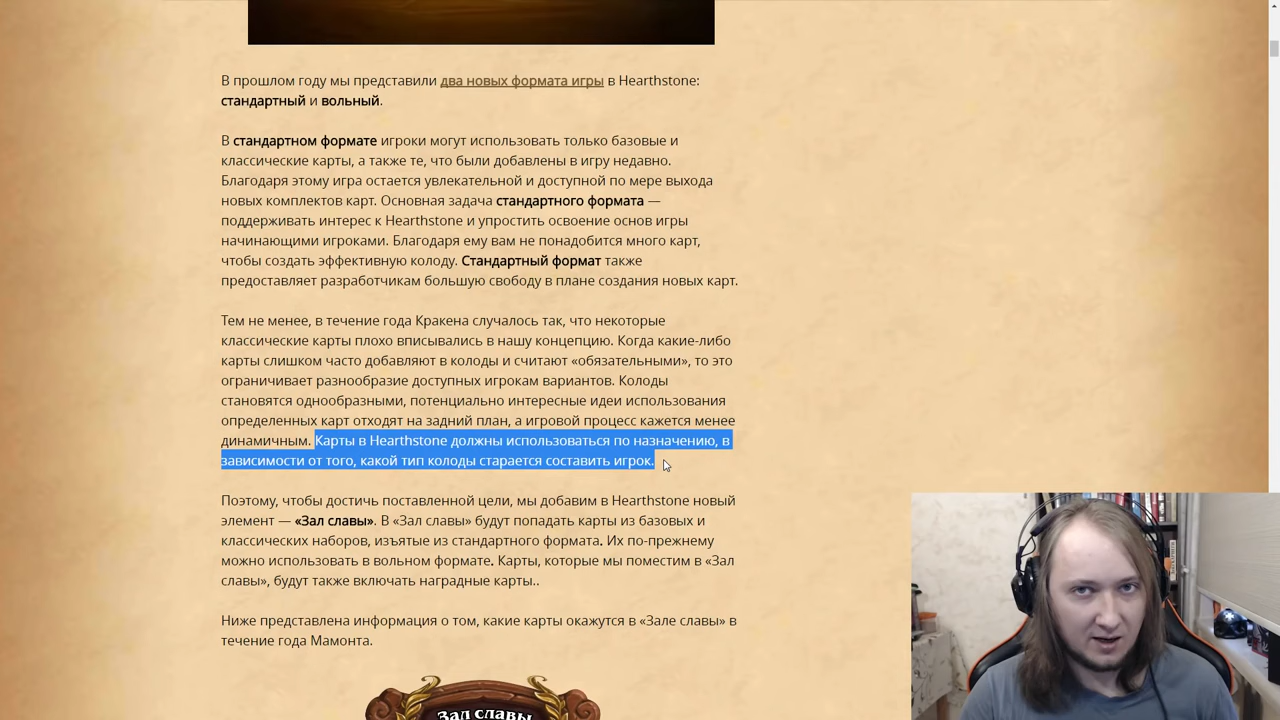 В прошлом году мы представили два новых формата игры в Hearthstone:
стандартный и вольный.
В стандартном формате игроки могут использовать только базовые и
классические карты, а также те, что были добавлены в игру недавно.
Благодаря этому игра остается увлекательной и доступной по мере выхода
новых комплектов карт. Основная задача стандартного формата —
поддерживать интерес к Hearthstone и упростить освоение основ игры
начинающими игроками. Благодаря ему вам не понадобится много карт,
чтобы создать эффективную колоду. Стандартный формат также
предоставляет разработчикам большую свободу в плане создания новых карт.
Тем не менее, в течение года Кракена случалось так, что некоторые
классические карты плохо вписывались в нашу концепцию. Когда какие-либо
карты слишком часто добавляют в колоды и считают «обязательными», то это
ограничивает разнообразие доступных игрокам вариантов. Колоды
становятся однообразными, потенциально интересные идеи использования
определенных карт отходят на задний план, а игровой процесс кажется менее
динамичным. Карты в Hearthstone должны использоваться по назначению, в
зависимости от того, какой тип колоды старается составить игрок.
Поэтому, чтобы достичь поставленной цели, мы добавим в Hearthstone новый
элемент — «Зал славы». В «Зал славы» будут попадать карты из базовых и
классических наборов, изъятые из стандартного формата. Их по-прежнему
можно использовать в вольном формате. Карты, которые мы поместим в «Зал
славы», будут также включать наградные карты..
Ниже представлена информация о том, какие карты окажутся в «Зале славы» в
течение года Мамонта.
Зал славы